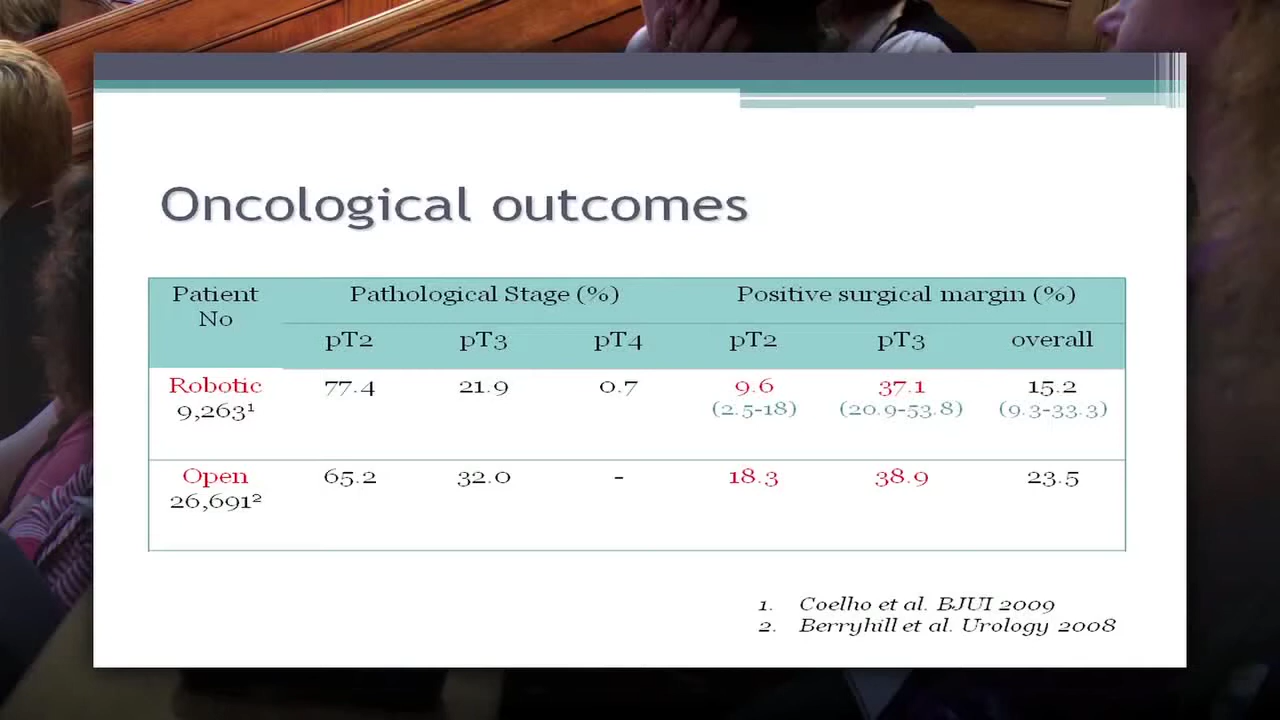 Oncological outcomes
Patient No
Pathological Stage (%)
Positive surgical margin (%)
pT2 pT3 pT4 pT2 pT3 overall
Robotic 77.4 21.9 0.7 9.6 37.1 15.2
9,263¹ (2.5-18) (20.9-53.8) (9.3-33.3)
Open 65.2 32.0 - 18.3 38.9 23.5
26,691²
1. Coelho et al. BJUI 2009
2. Berryhill et al. Urology 2008